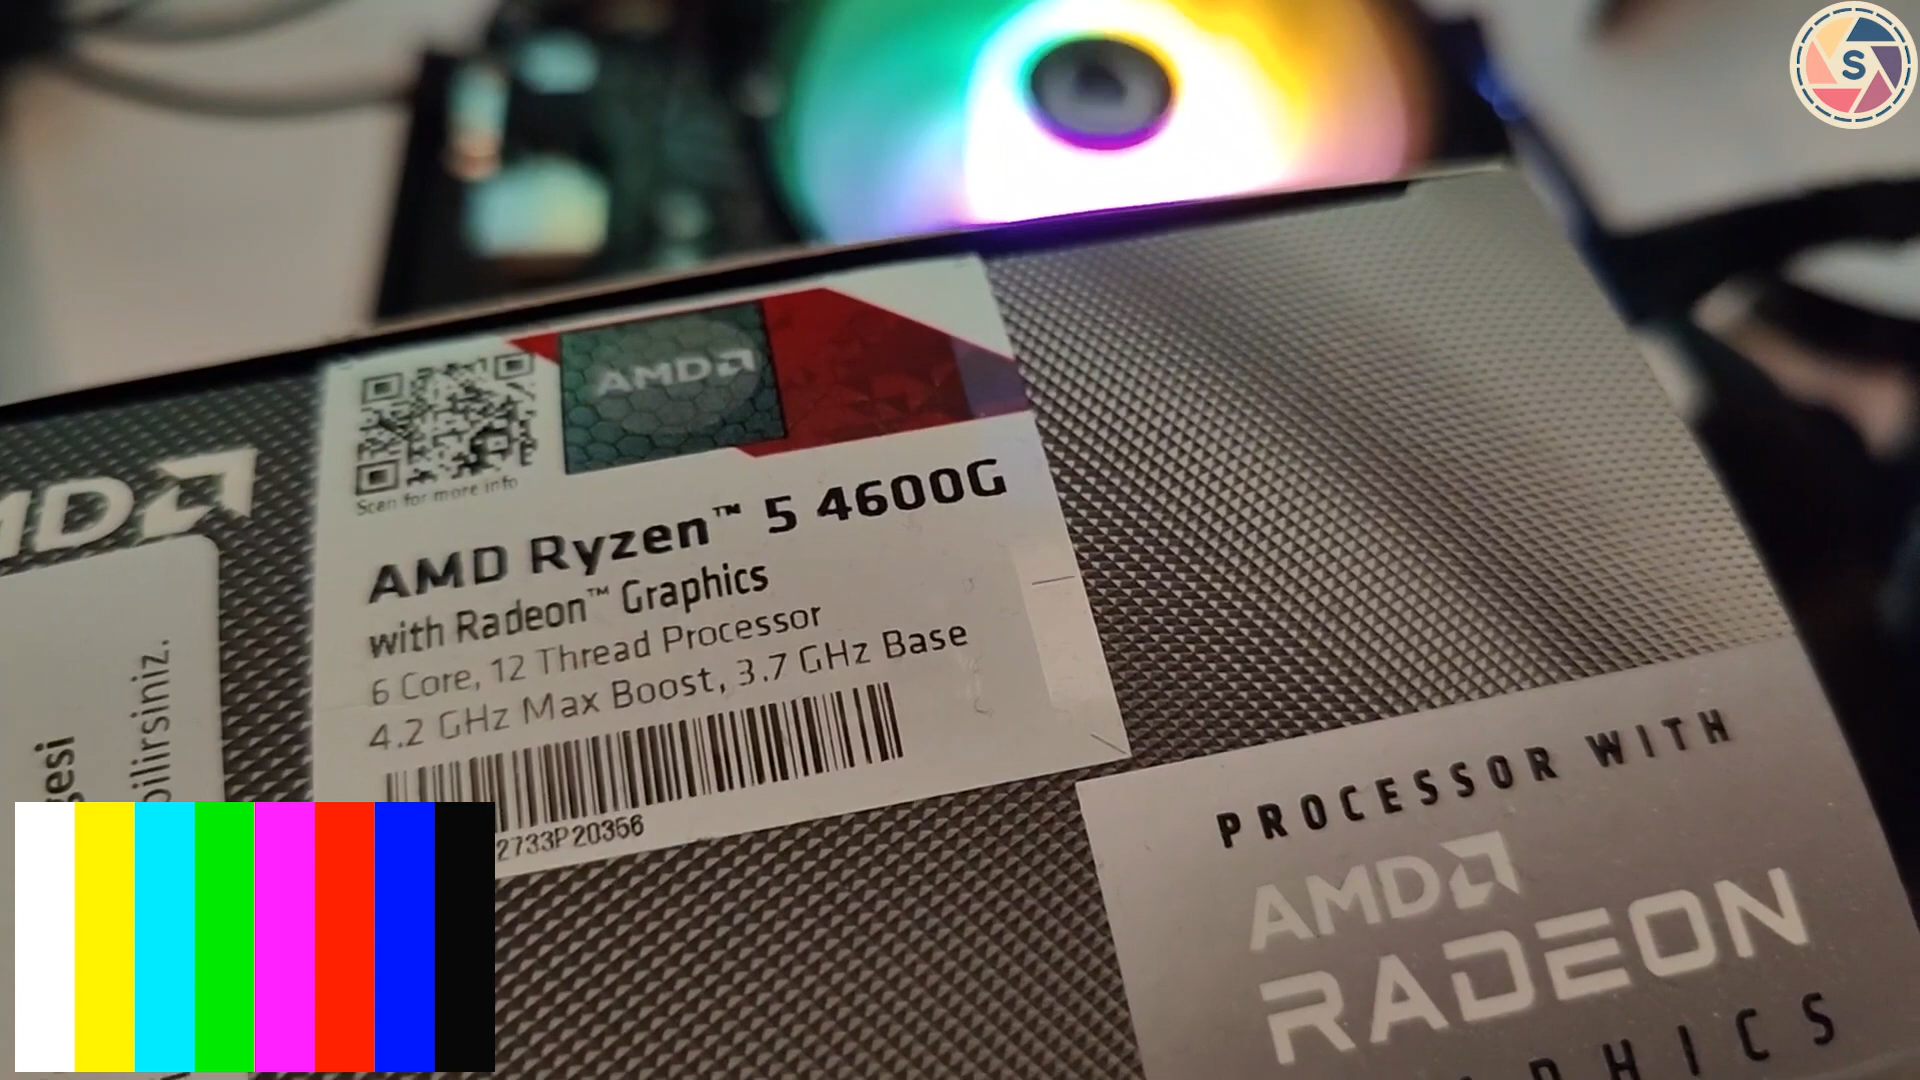 S
AMD
Scan for more info
AMD Ryzen™ 5 4600G
with Radeon™ Graphics
6 Core, 12 Thread Processor
4.2 GHz Max Boost, 3.7 GHz Base
2733P20356
PROCESSOR WITH
AMD
RADEON